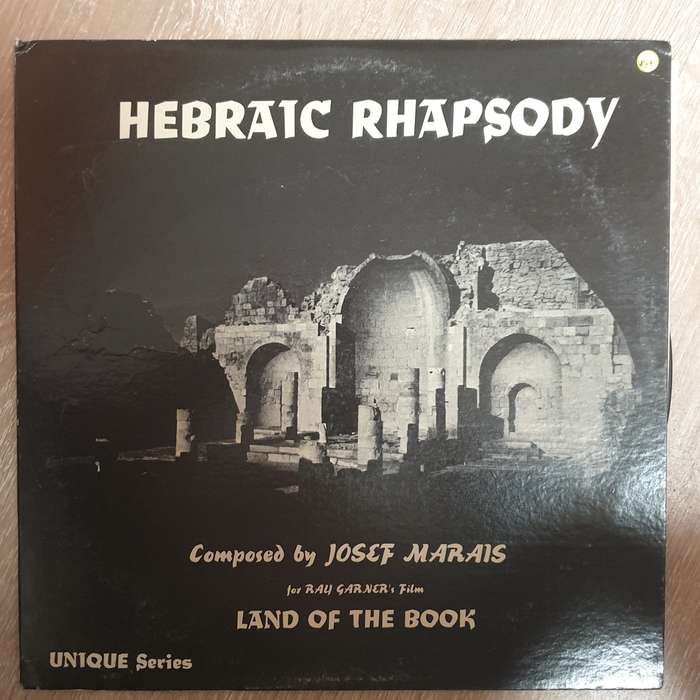 HEBRAIC RHAPSODY
Composed by JOSEF MARAIS
for RAY GARNER's Film
LAND OF THE BOOK
UNIQUE Series